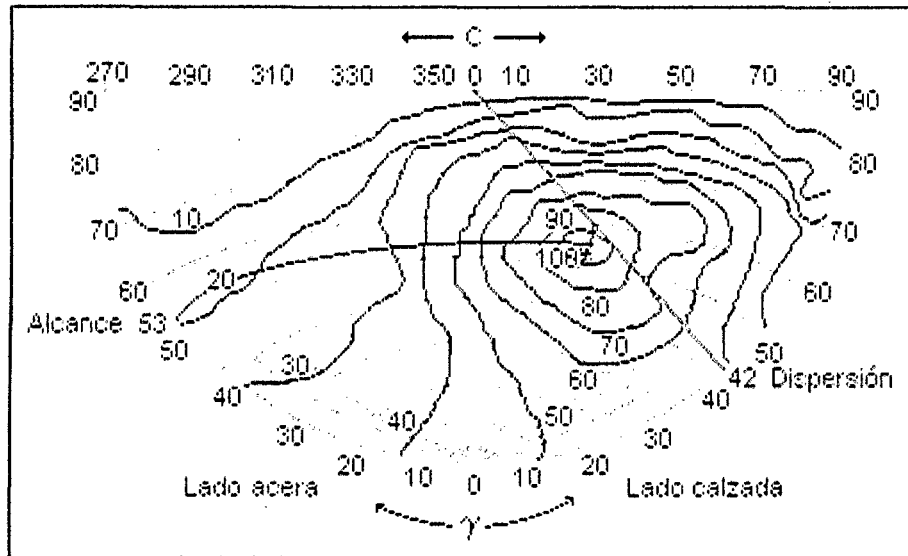 C
270 290 310 330 350 0 10 30 50 70 90
90 90
80 80
70 10 90 70
100%
60 20 80 60
Alcance 53
50 30 70 50
40 60 42 Dispersión
40 50 40
30 30
20 10 0 10 20
Lado acera Lado calzada
γ